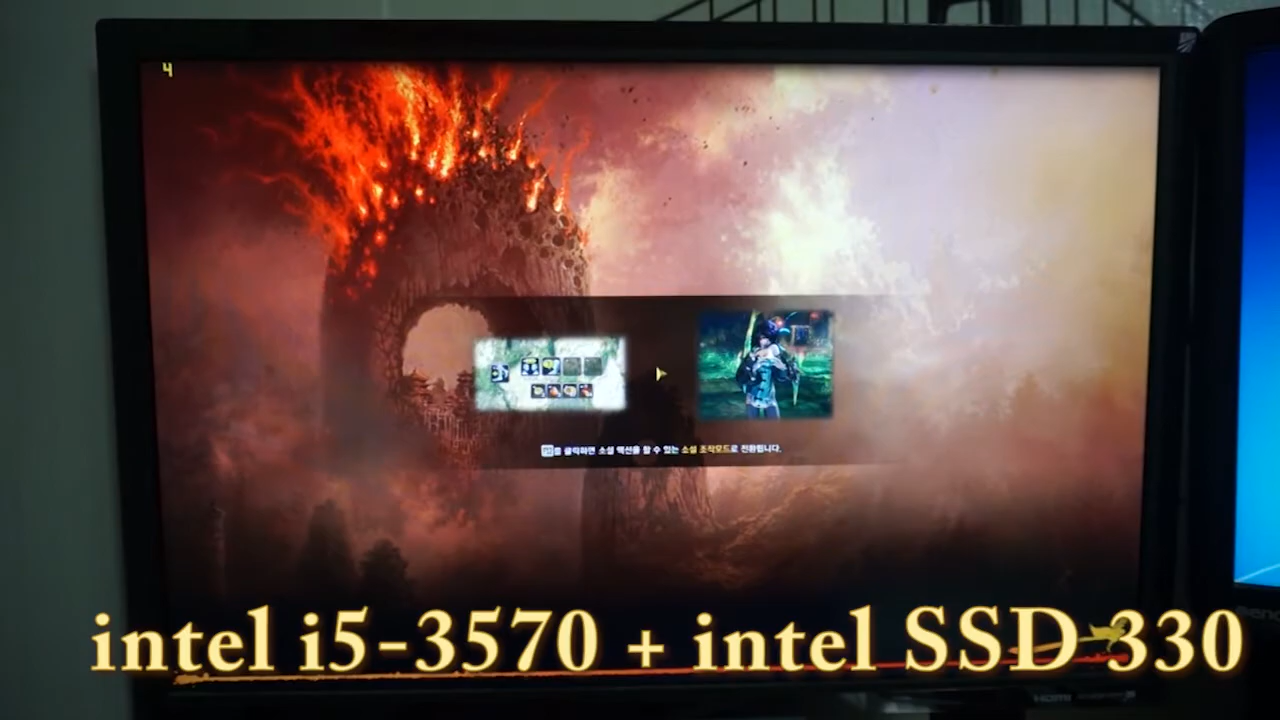 4
를 클릭하면 소셜 액션을 할 수 있는 소셜 조작모드로 전환됩니다.
intel i5-3570 + intel SSD 330
HDMI